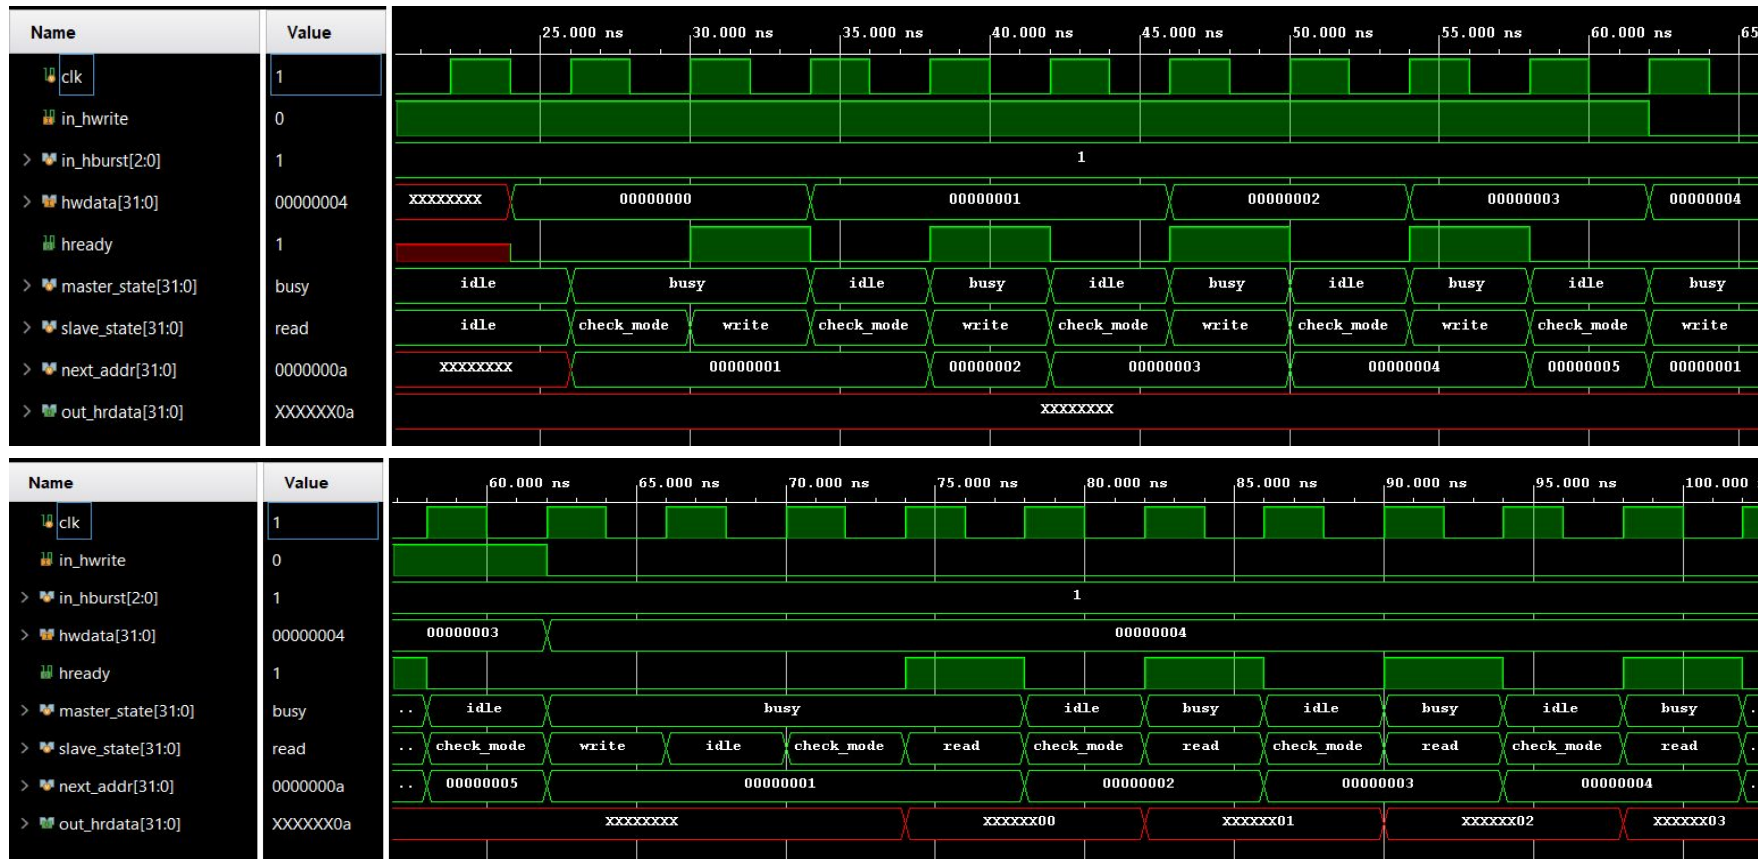 Name Value 25.000 ns 30.000 ns 35.000 ns 40.000 ns 45.000 ns 50.000 ns 55.000 ns 60.000 ns 65
clk 1
in_hwrite 0
in_hburst[2:0] 1 1
hwdata[31:0] 00000004 XXXXXXXX 00000000 00000001 00000002 00000003 00000004
hready 1
master_state[31:0] busy idle busy idle busy idle busy idle busy idle busy
slave_state[31:0] read idle check_mode write check_mode write check_mode write check_mode write check_mode write
next_addr[31:0] 0000000a XXXXXXXX 00000001 00000002 00000003 00000004 00000005 00000001
out_hrdata[31:0] XXXXXX0a XXXXXXXX
Name Value 60.000 ns 65.000 ns 70.000 ns 75.000 ns 80.000 ns 85.000 ns 90.000 ns 95.000 ns 100.000
clk 1
in_hwrite 0
in_hburst[2:0] 1 1
hwdata[31:0] 00000004 00000003 00000004
hready 1
master_state[31:0] busy .. idle busy idle busy idle busy idle busy .
slave_state[31:0] read .. check_mode write idle check_mode read check_mode read check_mode read check_mode read .
next_addr[31:0] 0000000a .. 00000005 00000001 00000002 00000003 00000004 .
out_hrdata[31:0] XXXXXX0a XXXXXXXX XXXXXX00 XXXXXX01 XXXXXX02 XXXXXX03